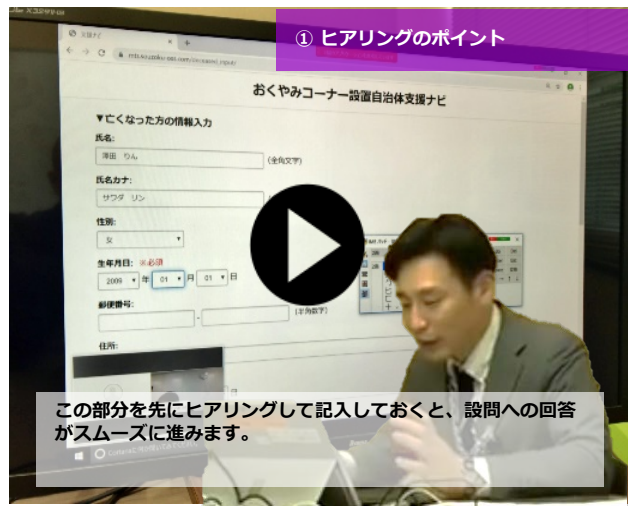 ① ヒアリングのポイント
おくやみコーナー設置自治体支援ナビ
▼亡くなった方の情報入力
氏名:
澤田 りん
(全角文字)
氏名カナ:
サワダ リン
性別:
女
生年月日: ※必須
2009 年 01 月 01 日
郵便番号:
-
(半角数字)
住所:
この部分を先にヒアリングして記入しておくと、設問への回答
がスムーズに進みます。